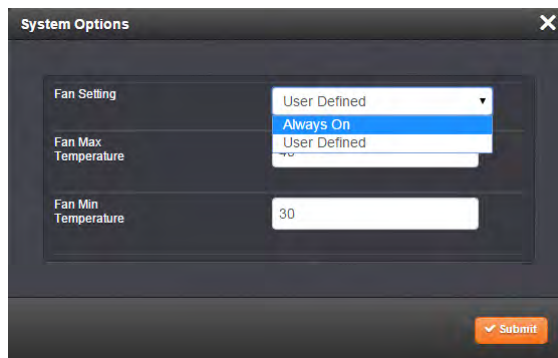 System Options
Fan Setting
User Defined
Always On
User Defined
Fan Max
Temperature
Fan Min
Temperature
30
Submit